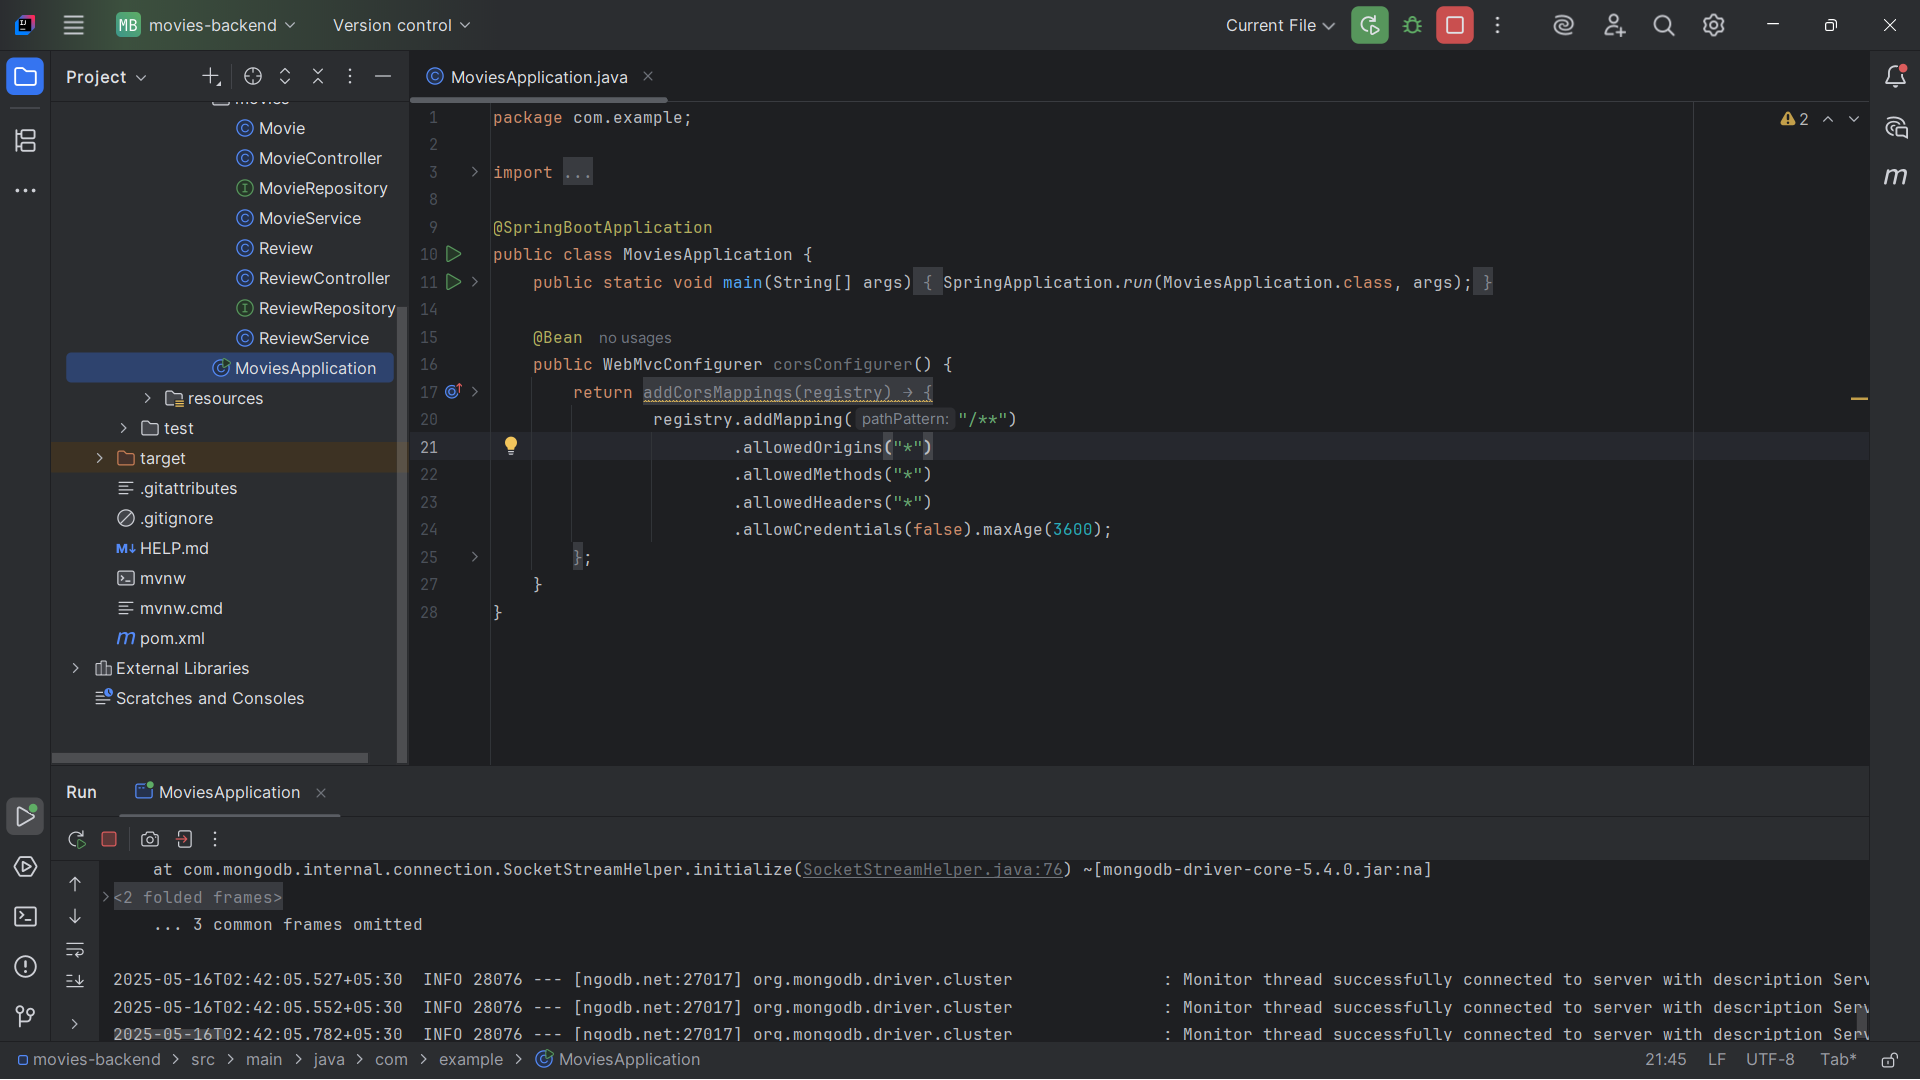 MB movies-backend
Version control
Current File
Project
MoviesApplication.java
movies
Movie
MovieController
MovieRepository
MovieService
Review
ReviewController
ReviewRepository
ReviewService
MoviesApplication
resources
test
target
.gitattributes
.gitignore
M↓ HELP.md
mvnw
mvnw.cmd
m pom.xml
External Libraries
Scratches and Consoles
2
m
1 package com.example;
2
3 import ...
8
9 @SpringBootApplication
10 public class MoviesApplication {
11 public static void main(String[] args) { SpringApplication.run(MoviesApplication.class, args); }
14
15 @Bean no usages
16 public WebMvcConfigurer corsConfigurer() {
17 return addCorsMappings(registry) → {
20 registry.addMapping( pathPattern: "/**")
21 .allowedOrigins("*")
22 .allowedMethods("*")
23 .allowedHeaders("*")
24 .allowCredentials(false).maxAge(3600);
25 };
27 }
28 }
Run
MoviesApplication
at com.mongodb.internal.connection.SocketStreamHelper.initialize(SocketStreamHelper.java:76) ~[mongodb-driver-core-5.4.0.jar:na]
<2 folded frames>
... 3 common frames omitted
2025-05-16T02:42:05.527+05:30 INFO 28076 --- [ngodb.net:27017] org.mongodb.driver.cluster : Monitor thread successfully connected to server with description Serv
2025-05-16T02:42:05.552+05:30 INFO 28076 --- [ngodb.net:27017] org.mongodb.driver.cluster : Monitor thread successfully connected to server with description Serv
2025-05-16T02:42:05.782+05:30 INFO 28076 --- [ngodb.net:27017] org.mongodb.driver.cluster : Monitor thread successfully connected to server with description Serv
movies-backend > src > main > java > com > example > MoviesApplication
21:45 LF UTF-8 Tab*